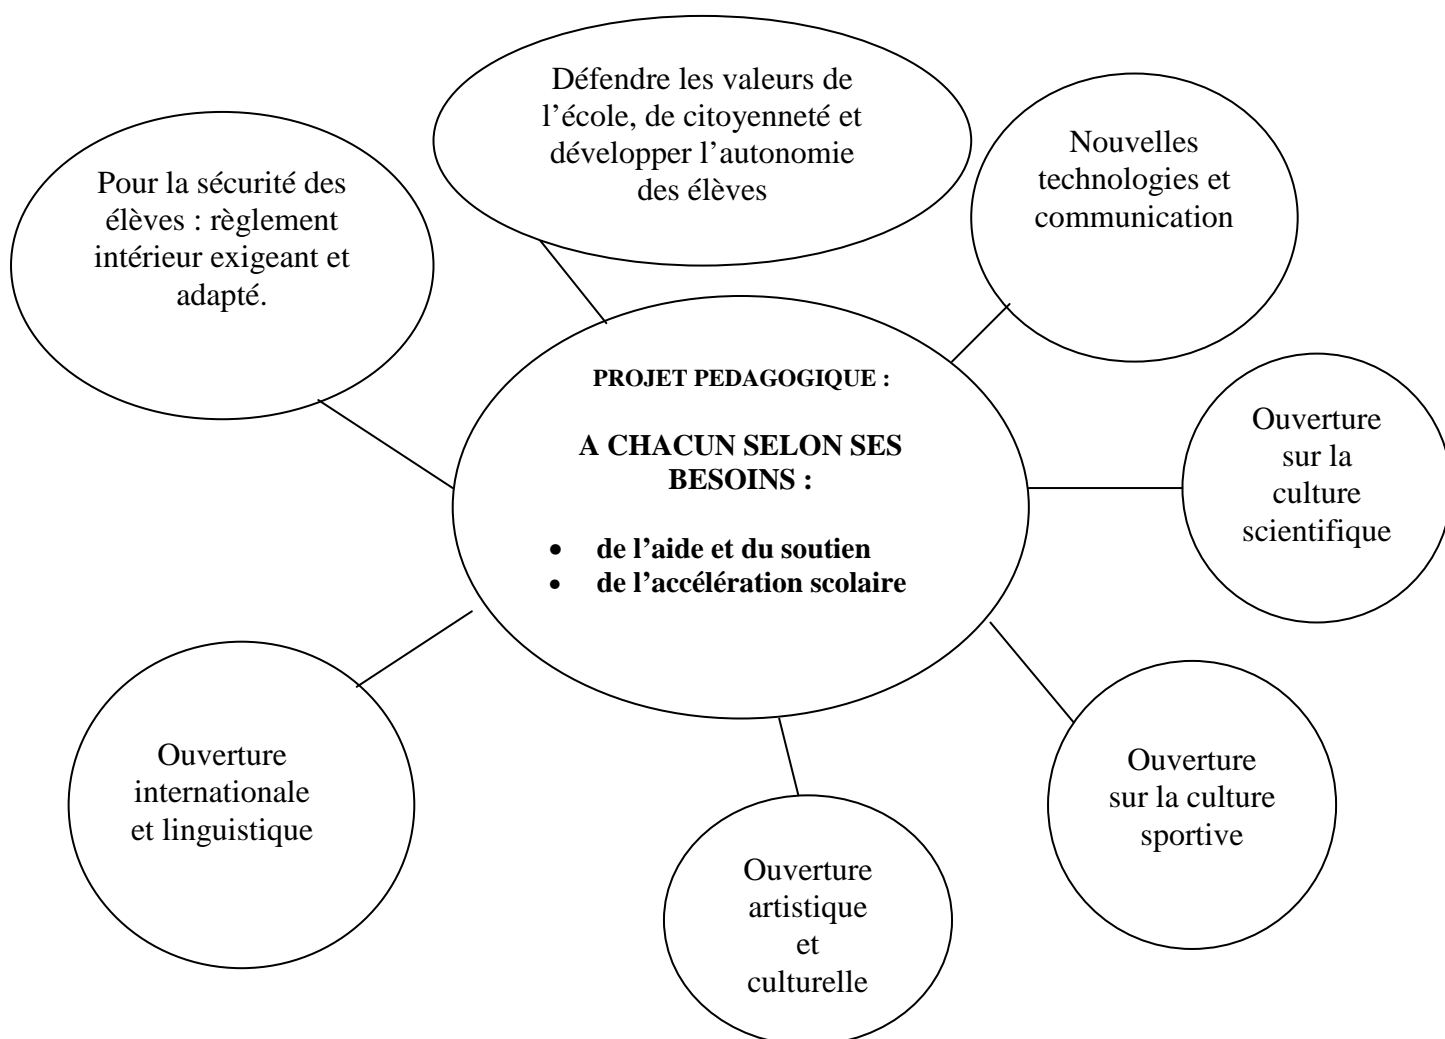 Défendre les valeurs de
l’école, de citoyenneté et
développer l’autonomie
des élèves
Nouvelles
technologies et
communication
Pour la sécurité des
élèves : règlement
intérieur exigeant et
adapté.
PROJET PEDAGOGIQUE :
A CHACUN SELON SES
BESOINS :
• de l’aide et du soutien
• de l’accélération scolaire
Ouverture
sur la
culture
scientifique
Ouverture
internationale
et linguistique
Ouverture
sur la culture
sportive
Ouverture
artistique
et
culturelle